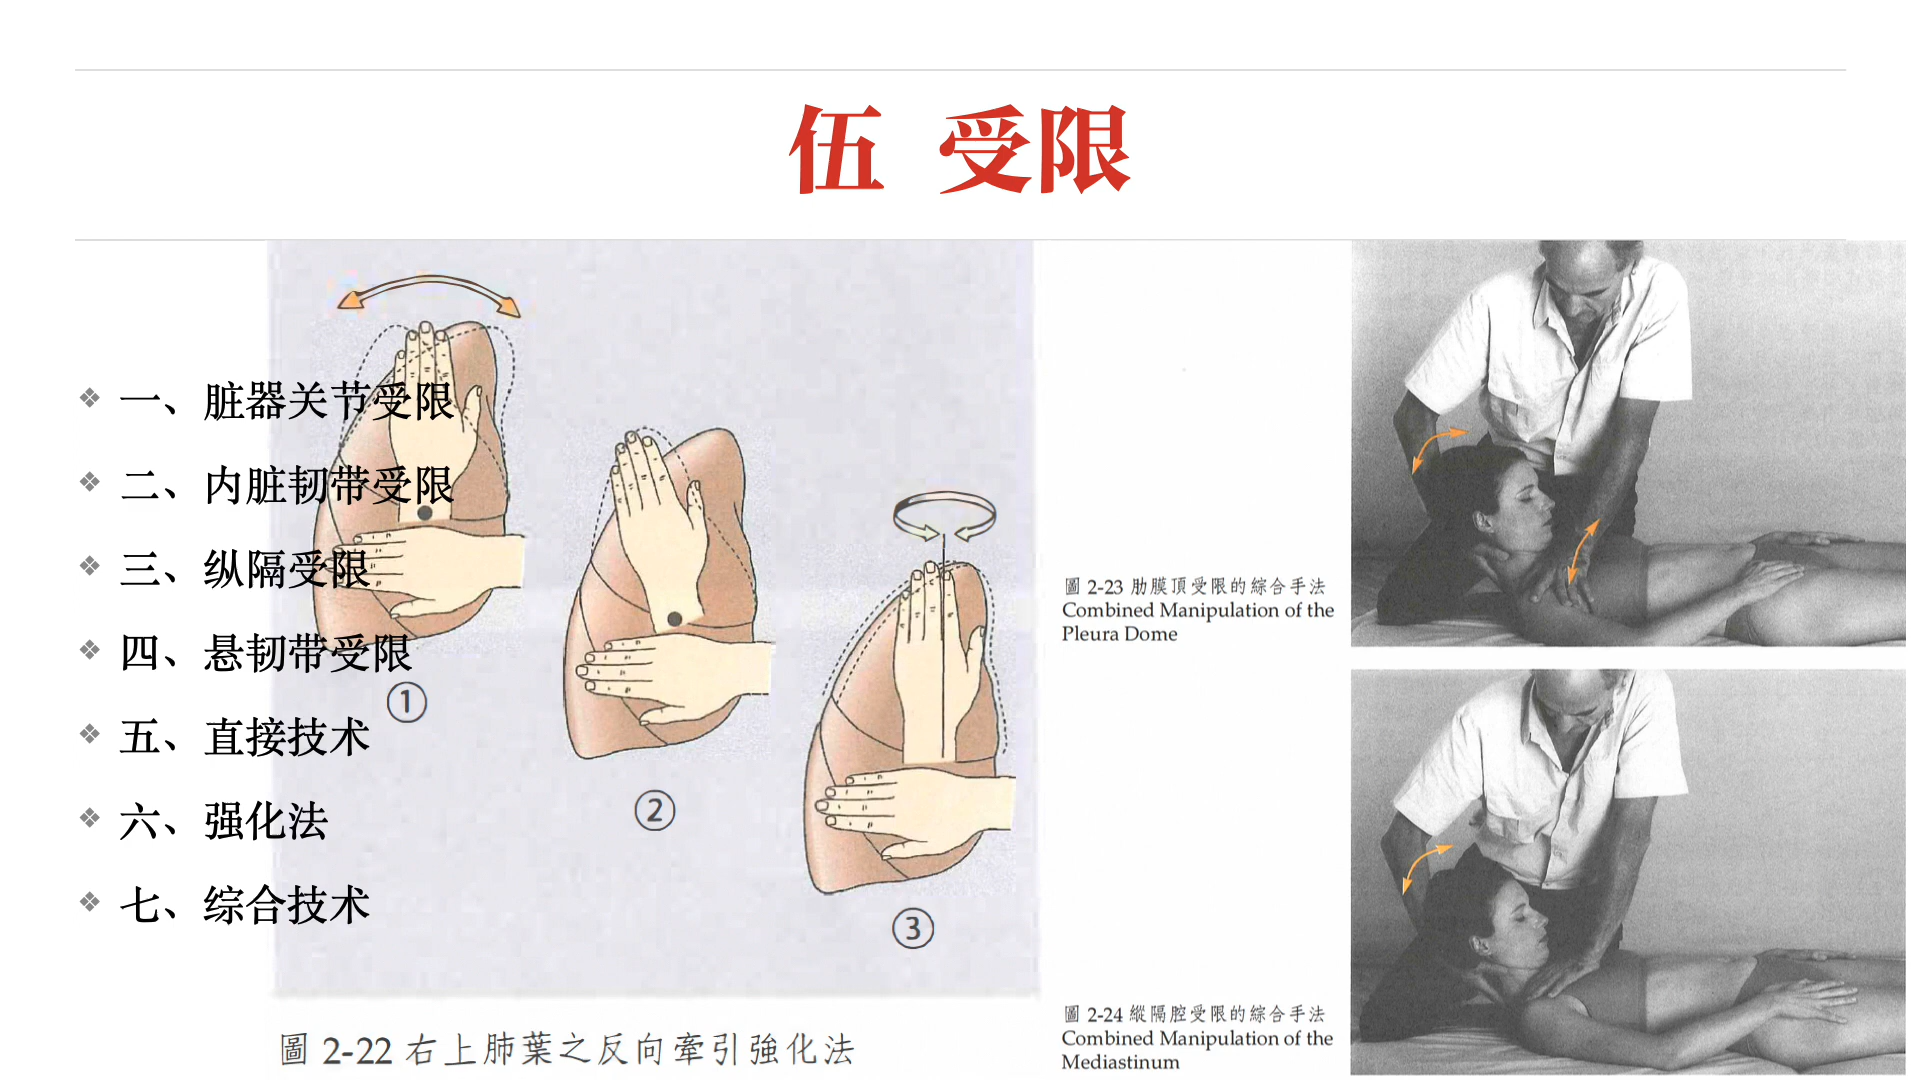 伍 受限
一、脏器关节受限
二、内脏韧带受限
三、纵隔受限
四、悬韧带受限
五、直接技术
六、强化法
七、综合技术
①
②
③
圖 2-22 右上肺葉之反向牽引強化法
圖 2-23 肋膜頂受限的綜合手法
Combined Manipulation of the
Pleura Dome
圖 2-24 縱隔腔受限的綜合手法
Combined Manipulation of the
Mediastinum